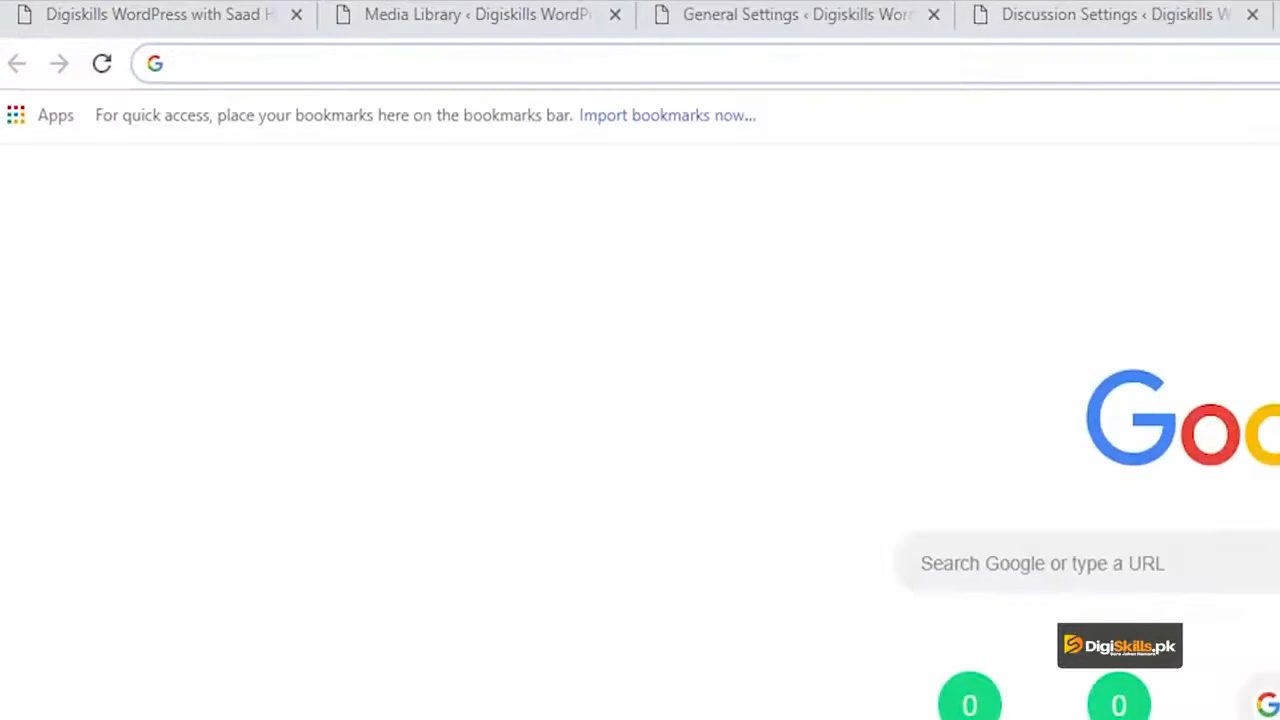 Digiskills WordPress with Saad H
Media Library ‹ Digiskills WordP
General Settings ‹ Digiskills Wor
Discussion Settings ‹ Digiskills W
Apps
For quick access, place your bookmarks here on the bookmarks bar. Import bookmarks now...
Goo
Search Google or type a URL
DigiSkills.pk
0
0
G